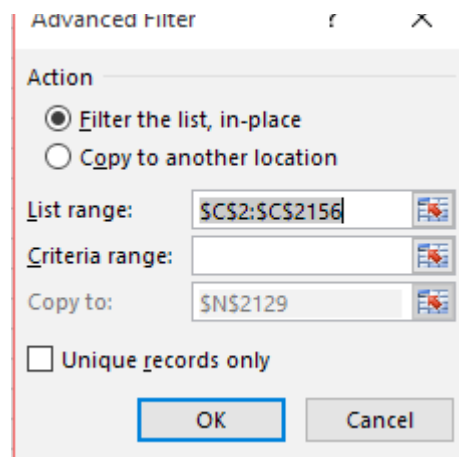 Advanced Filter ? X
Action
Filter the list, in-place
Copy to another location
List range: $C$2:$C$2156
Criteria range:
Copy to: $N$2129
Unique records only
OK Cancel